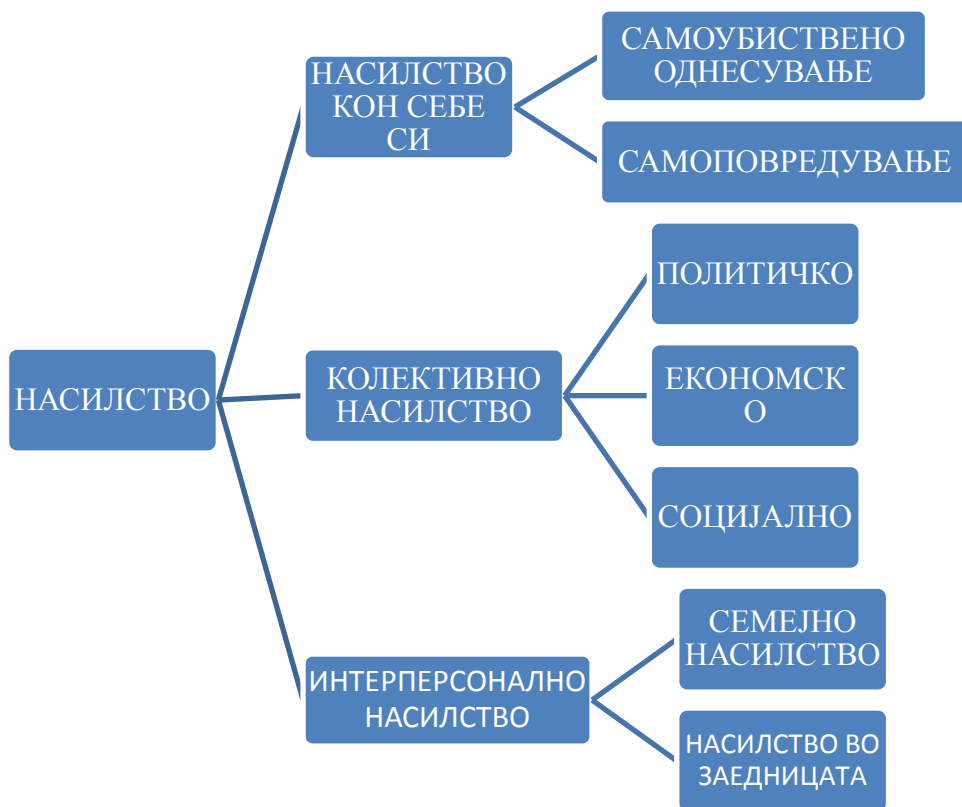 НАСИЛСТВО
НАСИЛСТВО
КОН СЕБЕ
СИ
САМОУБИСТВЕНО
ОДНЕСУВАЊЕ
САМОПОВРЕДУВАЊЕ
КОЛЕКТИВНО
НАСИЛСТВО
ПОЛИТИЧКО
ЕКОНОМСК
О
СОЦИЈАЛНО
ИНТЕРПЕРСОНАЛНО
НАСИЛСТВО
СЕМЕЈНО
НАСИЛСТВО
НАСИЛСТВО ВО
ЗАЕДНИЦАТА